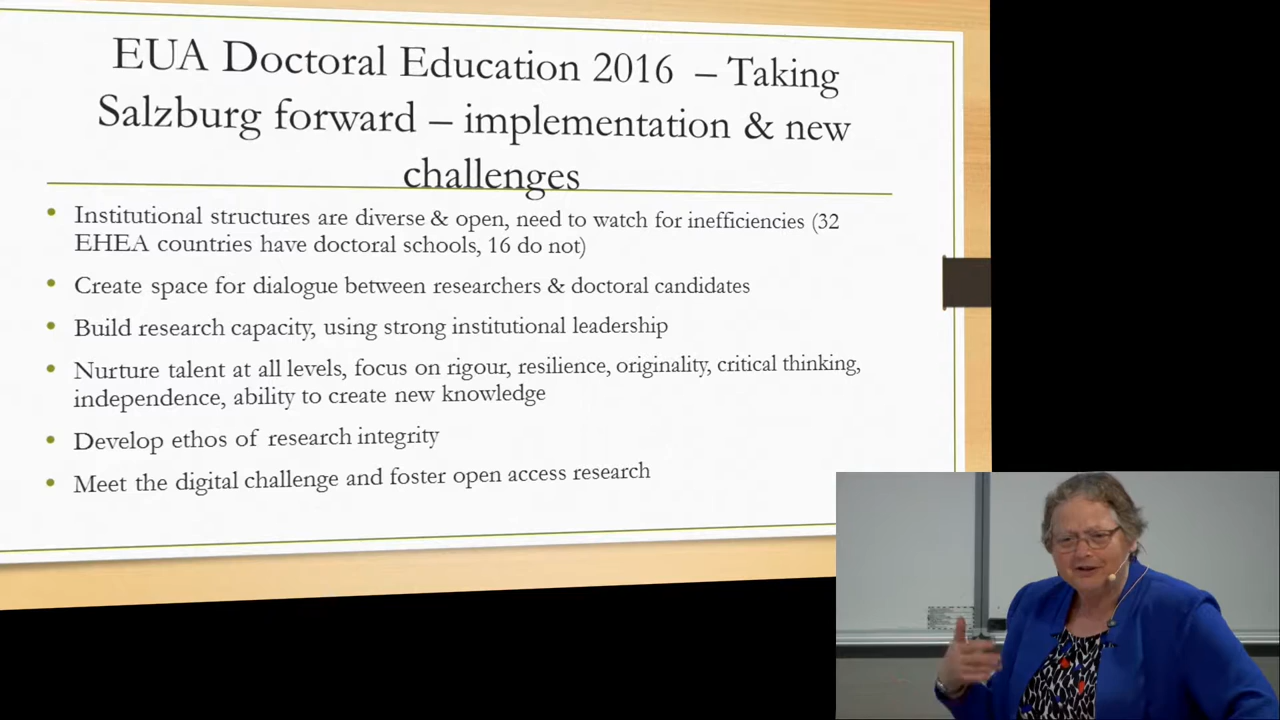 EUA Doctoral Education 2016 – Taking
Salzburg forward – implementation & new
challenges
• Institutional structures are diverse & open, need to watch for inefficiencies (32
EHEA countries have doctoral schools, 16 do not)
• Create space for dialogue between researchers & doctoral candidates
• Build research capacity, using strong institutional leadership
• Nurture talent at all levels, focus on rigour, resilience, originality, critical thinking,
independence, ability to create new knowledge
• Develop ethos of research integrity
• Meet the digital challenge and foster open access research